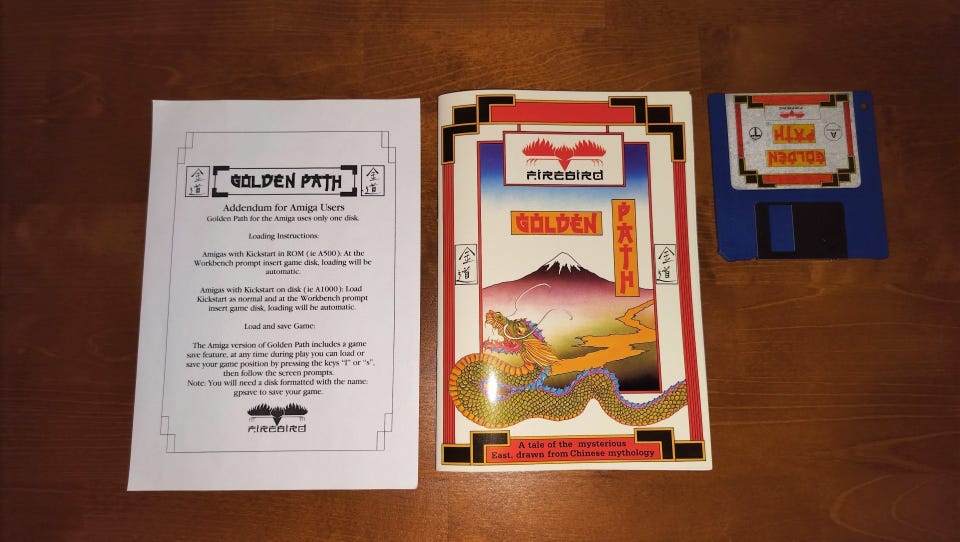 金道
GOLDEN PATH
金道
Addendum for Amiga Users
Golden Path for the Amiga uses only one disk.
Loading Instructions:
Amigas with Kickstart in ROM (ie A500): At the
Workbench prompt insert game disk, loading will be
automatic.
Amigas with Kickstart on disk (ie A1000): Load
Kickstart as normal and at the Workbench prompt
insert game disk, loading will be automatic.
Load and save Game:
The Amiga version of Golden Path includes a game
save feature, at any time during play you can load or
save your game position by pressing the keys "l" or "s",
then follow the screen prompts.
Note: You will need a disk formatted with the name:
gpsave to save your game.
FIREBIRD
FIREBIRD
GOLDEN
PATH
金道
金道
A tale of the mysterious
East, drawn from Chinese mythology
GOLDEN
PATH
FIREBIRD